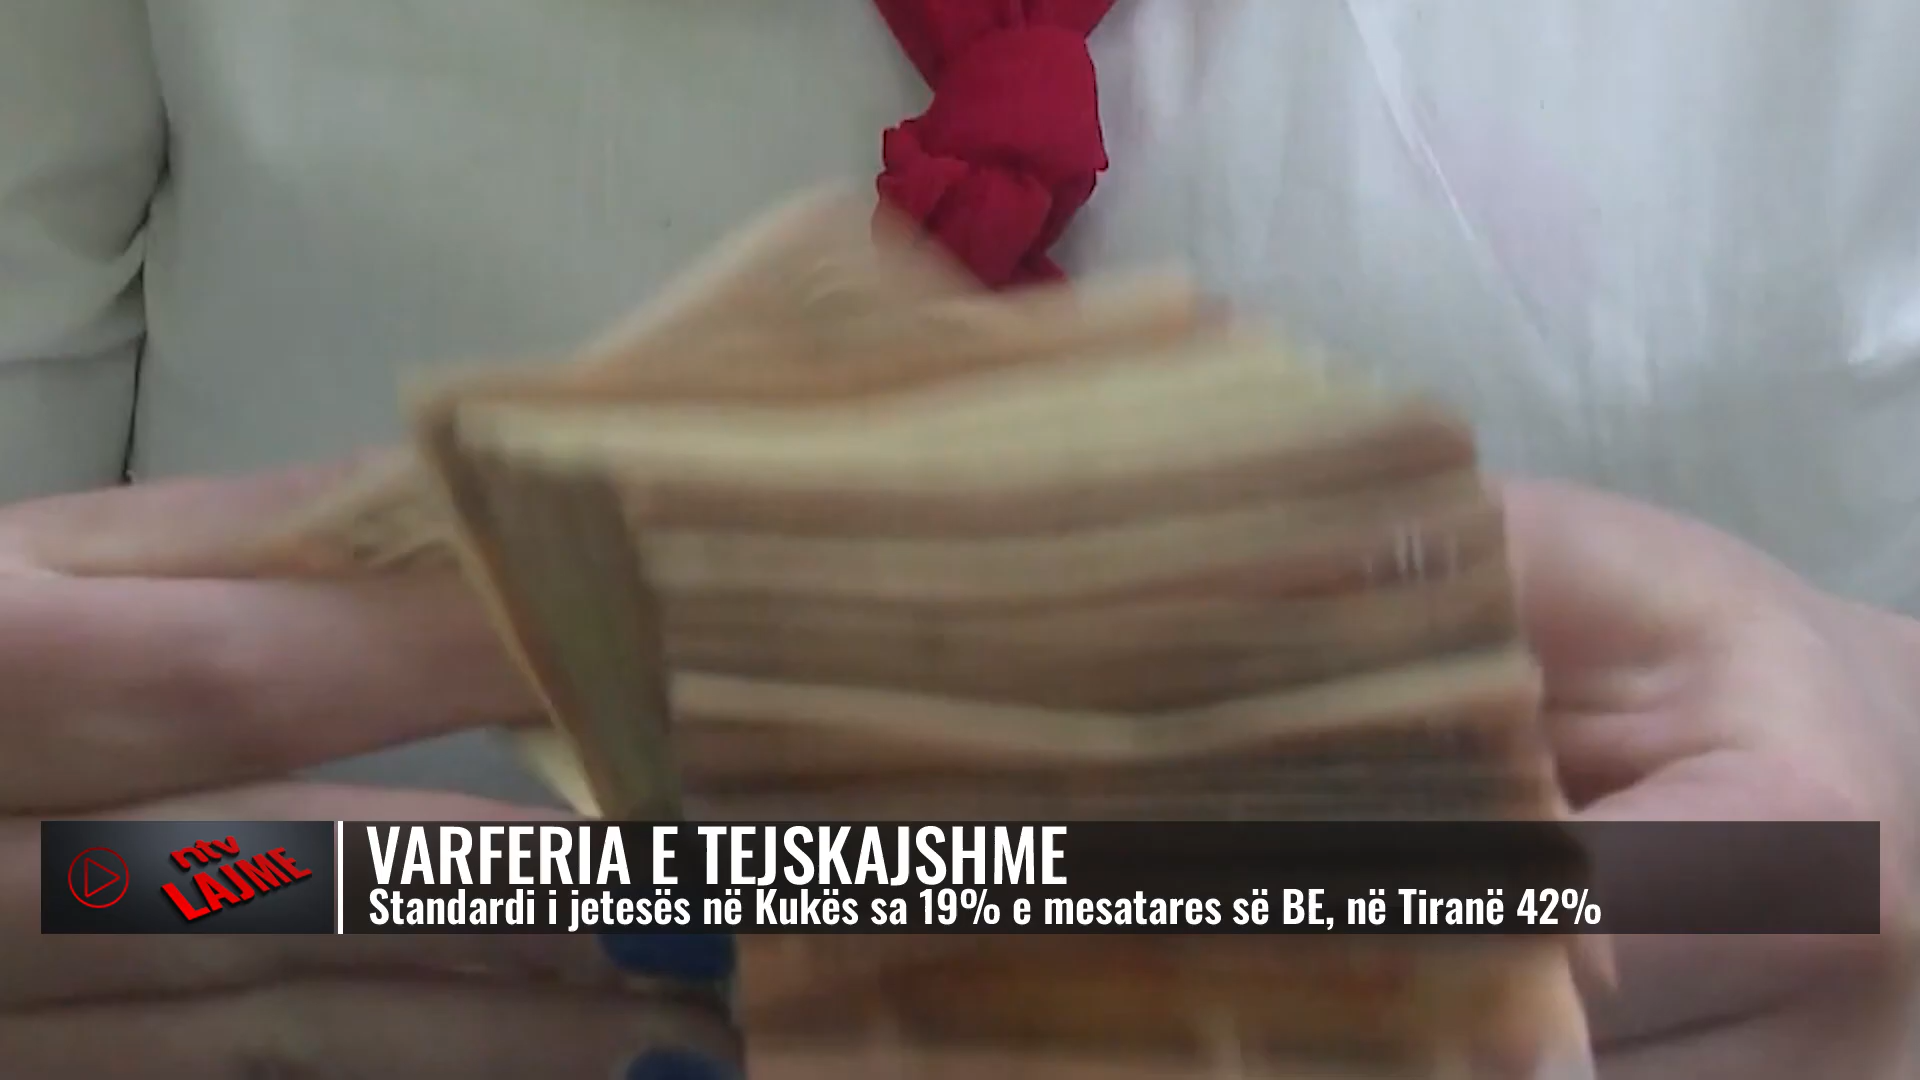 ntv
LAJME
VARFERIA E TEJSKAJSHME
Standardi i jetesës në Kukës sa 19% e mesatares së BE, në Tiranë 42%